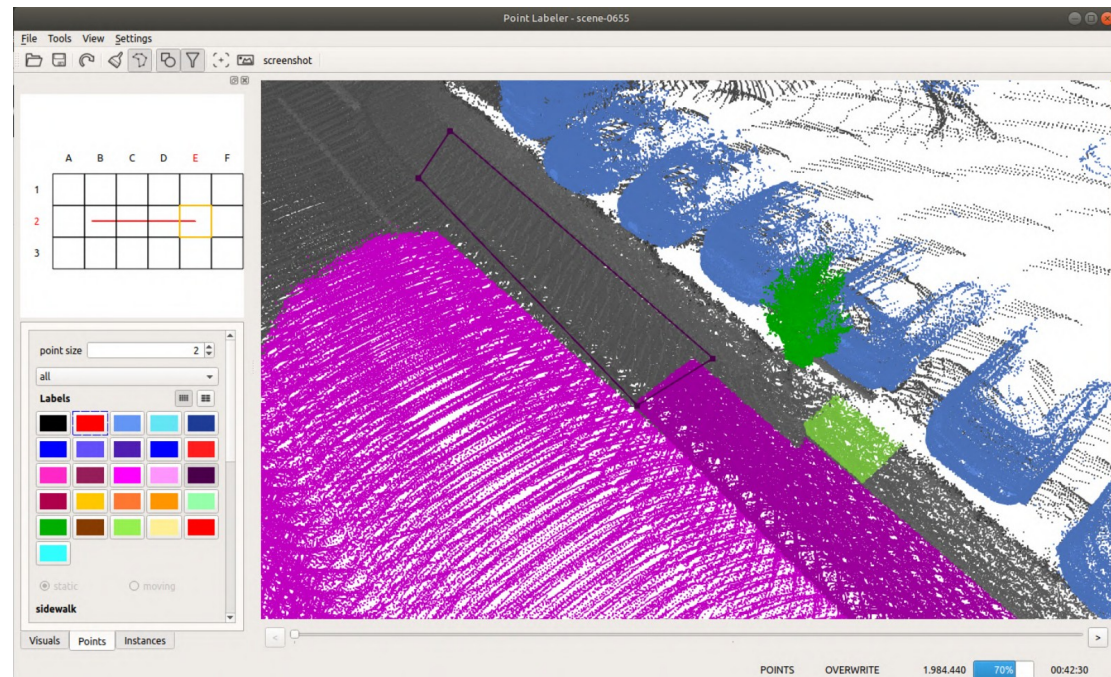 Point Labeler - scene-0655
File Tools View Settings
screenshot
A B C D E F
1
2
3
point size 2
all
Labels
static moving
sidewalk
Visuals Points Instances
< >
POINTS OVERWRITE 1.984.440 70% 00:42:30